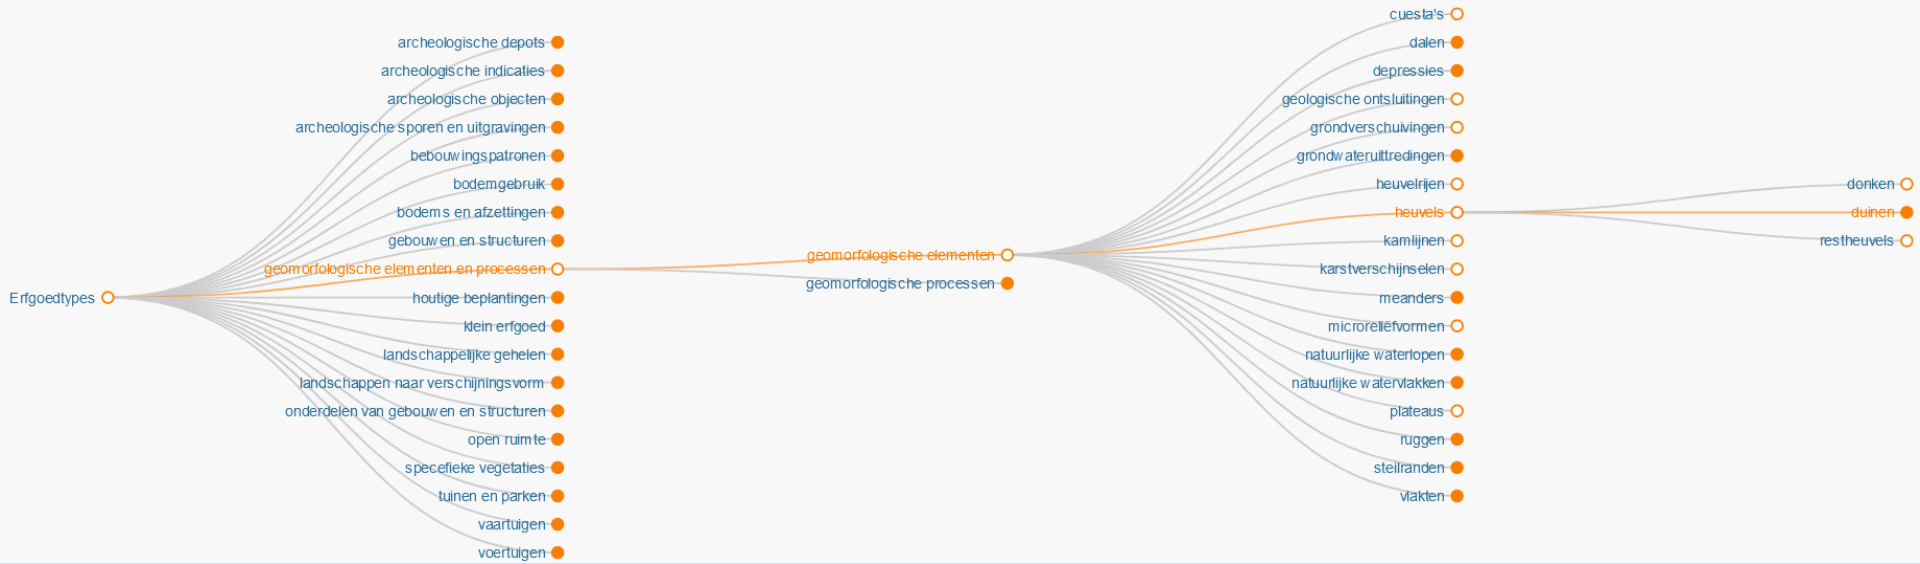 Erfgoedtypes
archeologische depots
archeologische indicaties
archeologische objecten
archeologische sporen en uitgravingen
bebouwingspatronen
bodemgebruik
bodems en afzettingen
gebouwen en structuren
geomorfologische elementen en processen
houtige beplantingen
klein erfgoed
landschappelijke gehelen
landschappen naar verschijningsvorm
onderdelen van gebouwen en structuren
open ruimte
specefieke vegetaties
tuinen en parken
vaartuigen
voertuigen
geomorfologische elementen
geomorfologische processen
cuesta's
dalen
depressies
geologische ontsluitingen
grondverschuivingen
grondwateruittredingen
heuvelrijen
heuvels
kamlijnen
karstverschijnselen
meanders
microreliëfvormen
natuurlijke waterlopen
natuurlijke watervlakken
plateaus
ruggen
steilranden
vlakten
donken
duinen
restheuvels